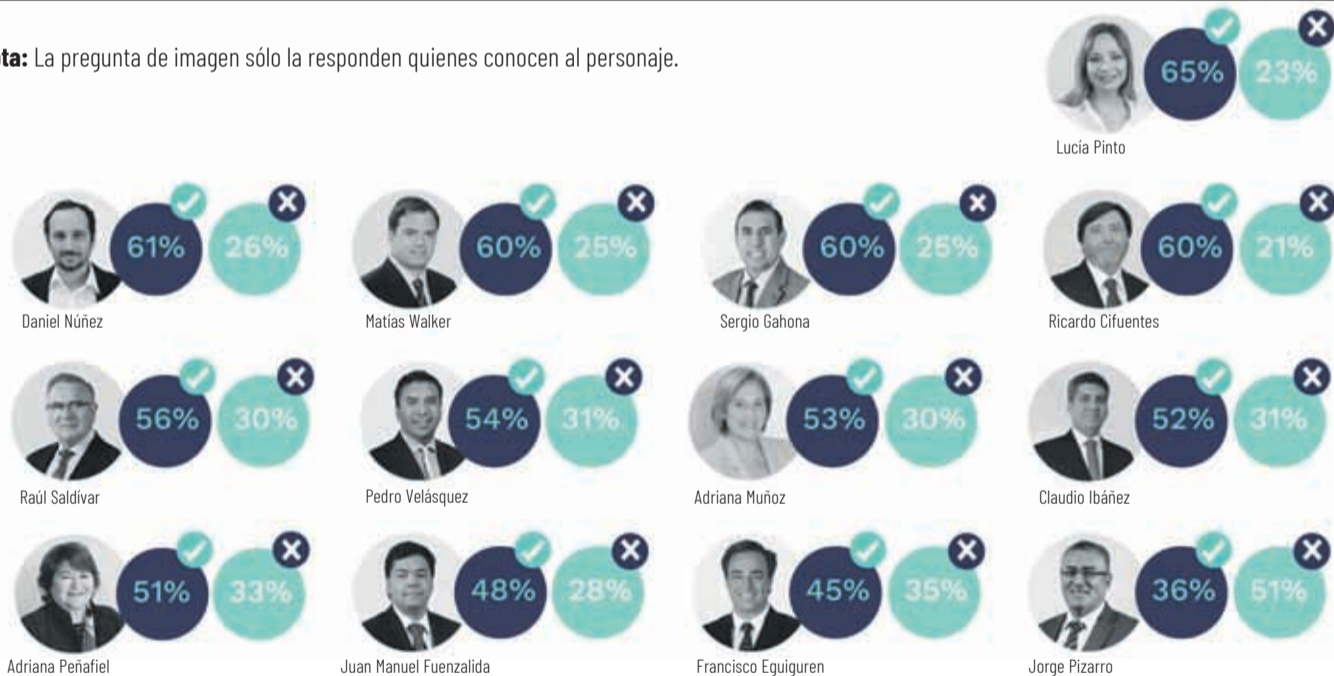 ta: La pregunta de imagen sólo la responden quienes conocen al personaje.
65% 23%
Lucía Pinto
61% 26% 60% 25% 60% 25% 60% 21%
Daniel Núñez Matías Walker Sergio Gahona Ricardo Cifuentes
56% 30% 54% 31% 53% 30% 52% 31%
Raúl Saldívar Pedro Velásquez Adriana Muñoz Claudio Ibáñez
51% 33% 48% 28% 45% 35% 36% 51%
Adriana Peñafiel Juan Manuel Fuenzalida Francisco Eguiguren Jorge Pizarro